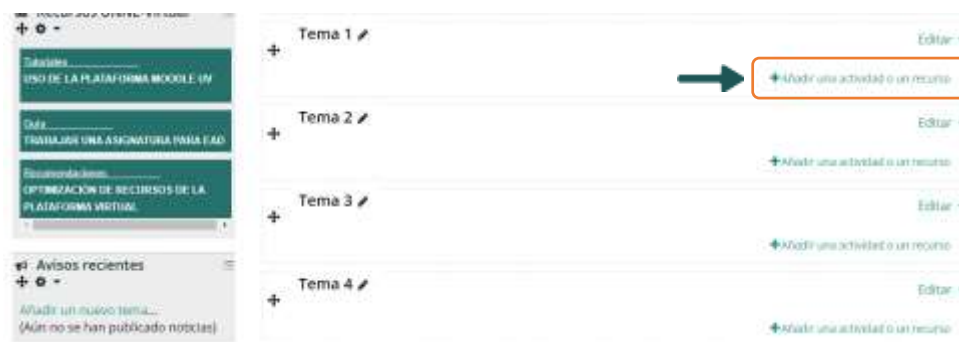 Recursos UNNE-Virtual
Tutoriales
USO DE LA PLATAFORMA MOODLE UV
Guía
TRABAJAR UNA ASIGNATURA PARA EAD
Recomendaciones
OPTIMIZACIÓN DE RECURSOS DE LA
PLATAFORMA VIRTUAL
Avisos recientes
Añadir un nuevo tema...
(Aún no se han publicado noticias)
Tema 1
Editar
+Añadir una actividad o un recurso
Tema 2
Editar
+Añadir una actividad o un recurso
Tema 3
Editar
+Añadir una actividad o un recurso
Tema 4
Editar
+Añadir una actividad o un recurso